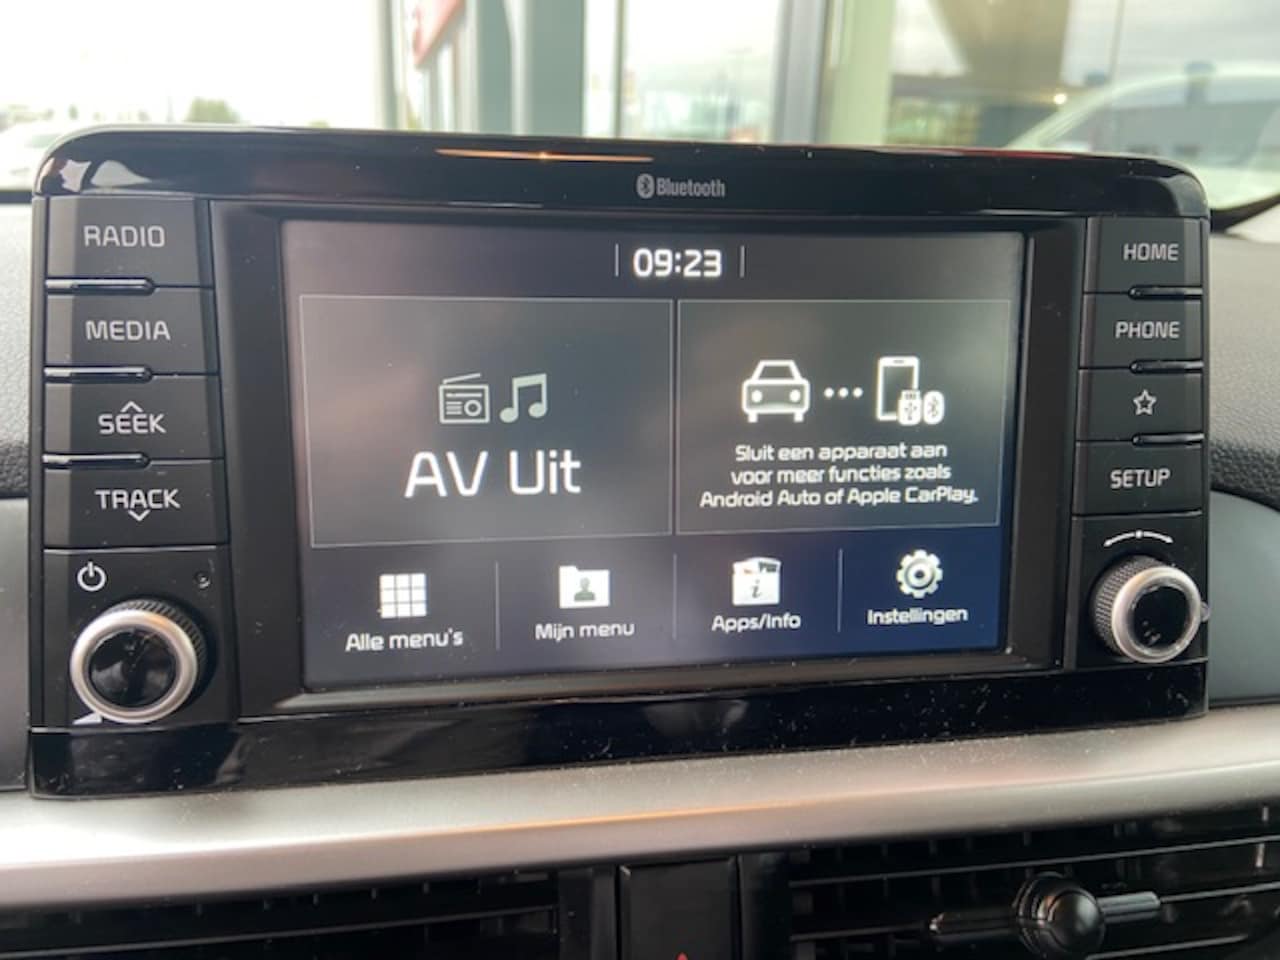 Bluetooth
RADIO
MEDIA
SEEK
TRACK
09:23
AV Uit
Sluit een apparaat aan
voor meer functies zoals
Android Auto of Apple CarPlay.
Alle menu's
Mijn menu
Apps/Info
Instellingen
HOME
PHONE
SETUP